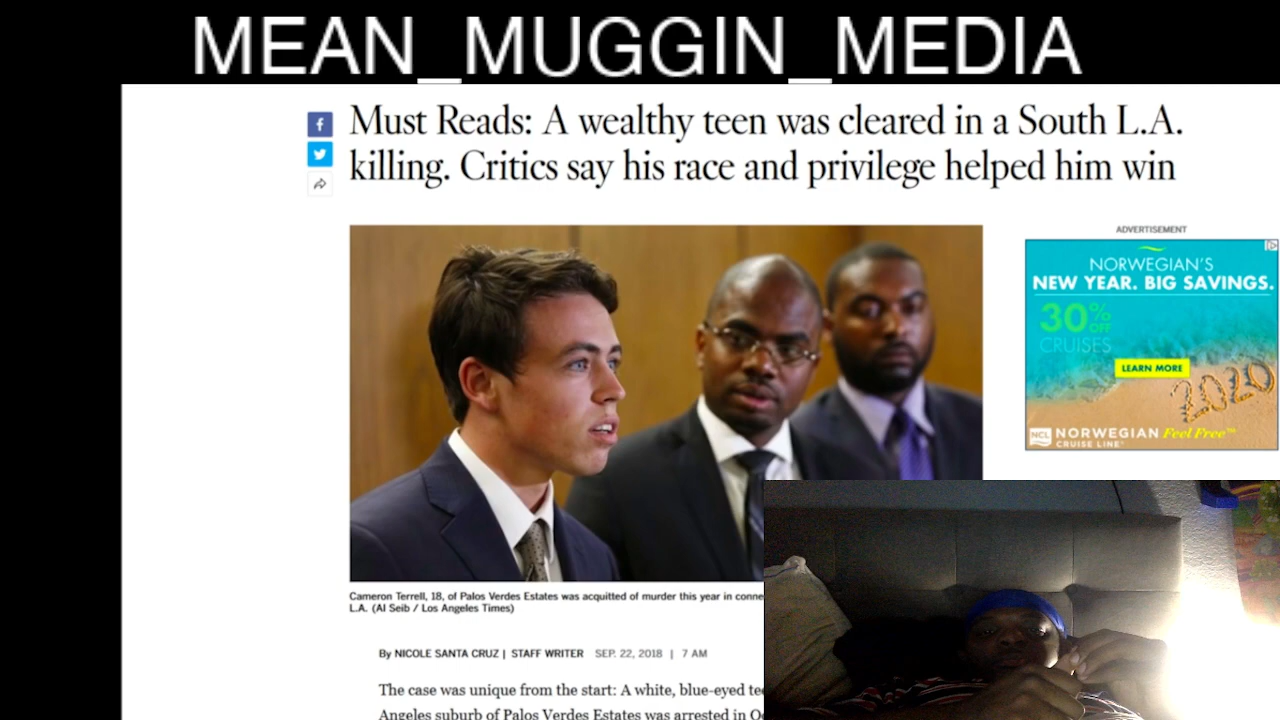 MEAN_MUGGIN_MEDIA
Must Reads: A wealthy teen was cleared in a South L.A.
killing. Critics say his race and privilege helped him win
ADVERTISEMENT
NORWEGIAN'S
NEW YEAR. BIG SAVINGS.
30% OFF
CRUISES
LEARN MORE
2020
NCL NORWEGIAN Feel Free™
CRUISE LINE®
Cameron Terrell, 18, of Palos Verdes Estates was acquitted of murder this year in conne
L.A. (Al Seib / Los Angeles Times)
By NICOLE SANTA CRUZ | STAFF WRITER SEP. 22, 2018 | 7 AM
The case was unique from the start: A white, blue-eyed tee
Angeles suburb of Palos Verdes Estates was arrested in Oc